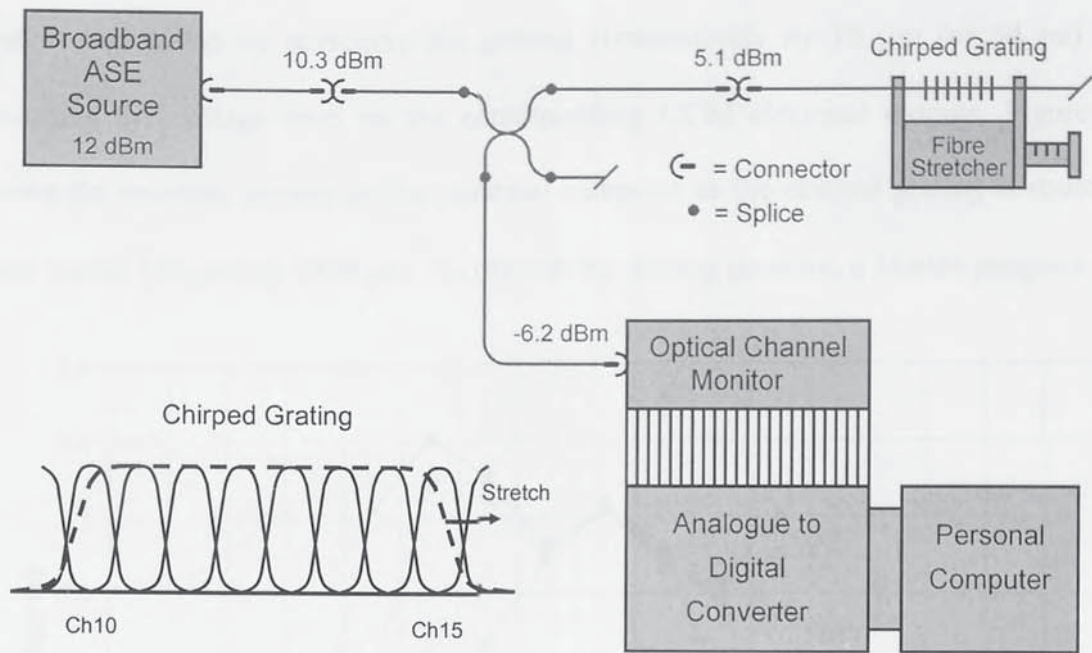 Broadband
ASE
Source
12 dBm
10.3 dBm
5.1 dBm
Chirped Grating
Fibre
Stretcher
= Connector
= Splice
-6.2 dBm
Optical Channel
Monitor
Analogue to
Digital
Converter
Personal
Computer
Chirped Grating
Stretch
Ch10
Ch15